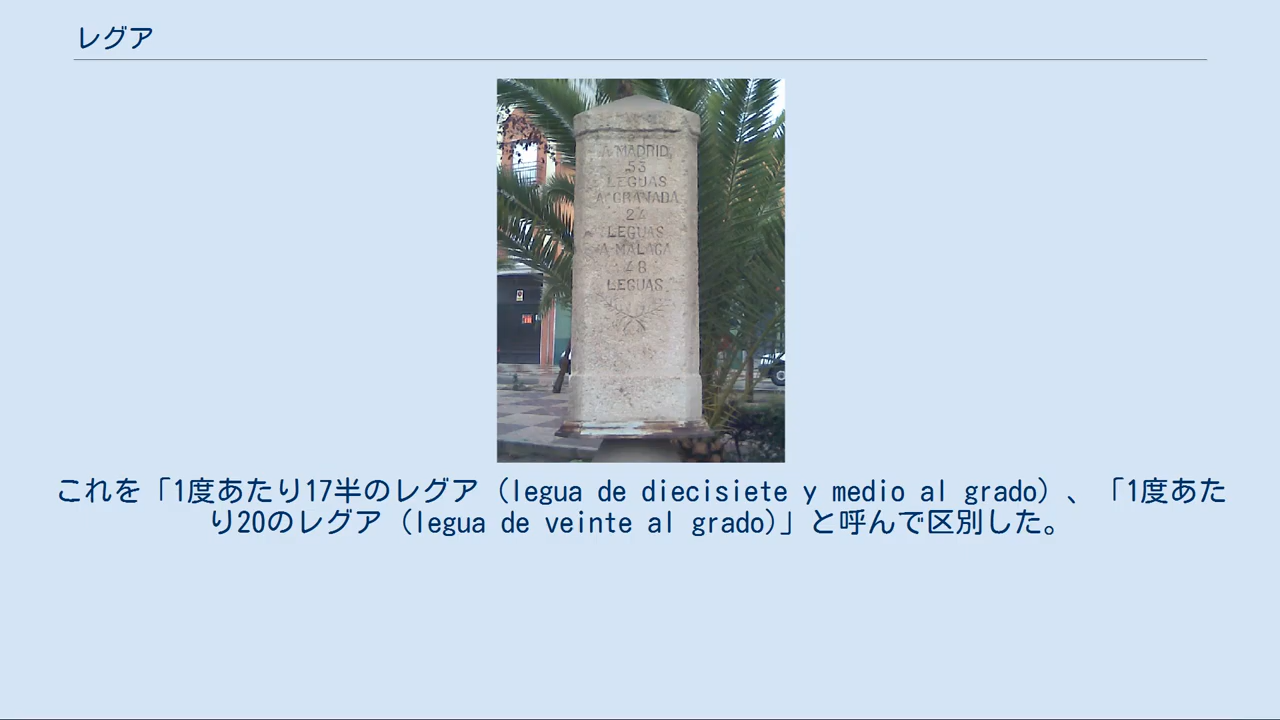 レグア
A MADRID
53
LEGUAS
A GRANADA
24
LEGUAS
A MALAGA
48
LEGUAS
これを「1度あたり17半のレグア (legua de diecisiete y medio al grado) 、「1度あた
り20のレグア (legua de veinte al grado)」と呼んで区別した。